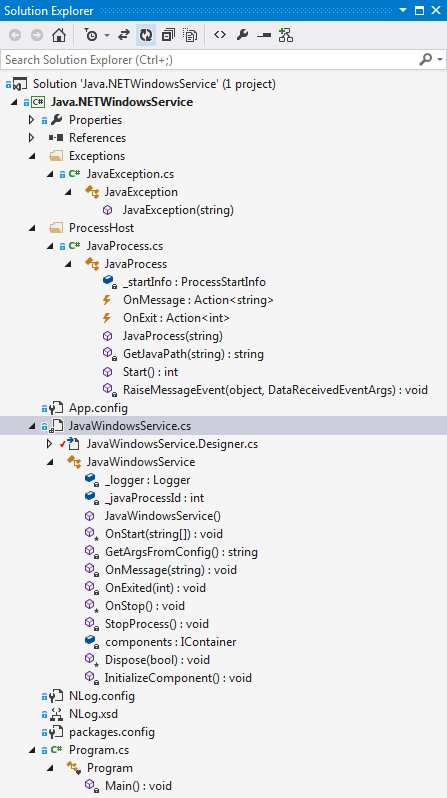 Solution Explorer
Search Solution Explorer (Ctrl+;)
Solution 'Java.NETWindowsService' (1 project)
C# Java.NETWindowsService
Properties
References
Exceptions
C# JavaException.cs
JavaException
JavaException(string)
ProcessHost
C# JavaProcess.cs
JavaProcess
_startInfo : ProcessStartInfo
OnMessage : Action<string>
OnExit : Action<int>
JavaProcess(string)
GetJavaPath(string) : string
Start() : int
RaiseMessageEvent(object, DataReceivedEventArgs) : void
App.config
JavaWindowsService.cs
JavaWindowsService.Designer.cs
JavaWindowsService
_logger : Logger
_javaProcessId : int
JavaWindowsService()
OnStart(string[]) : void
GetArgsFromConfig() : string
OnMessage(string) : void
OnExited(int) : void
OnStop() : void
StopProcess() : void
components : IContainer
Dispose(bool) : void
InitializeComponent() : void
NLog.config
NLog.xsd
packages.config
C# Program.cs
Program
Main() : void